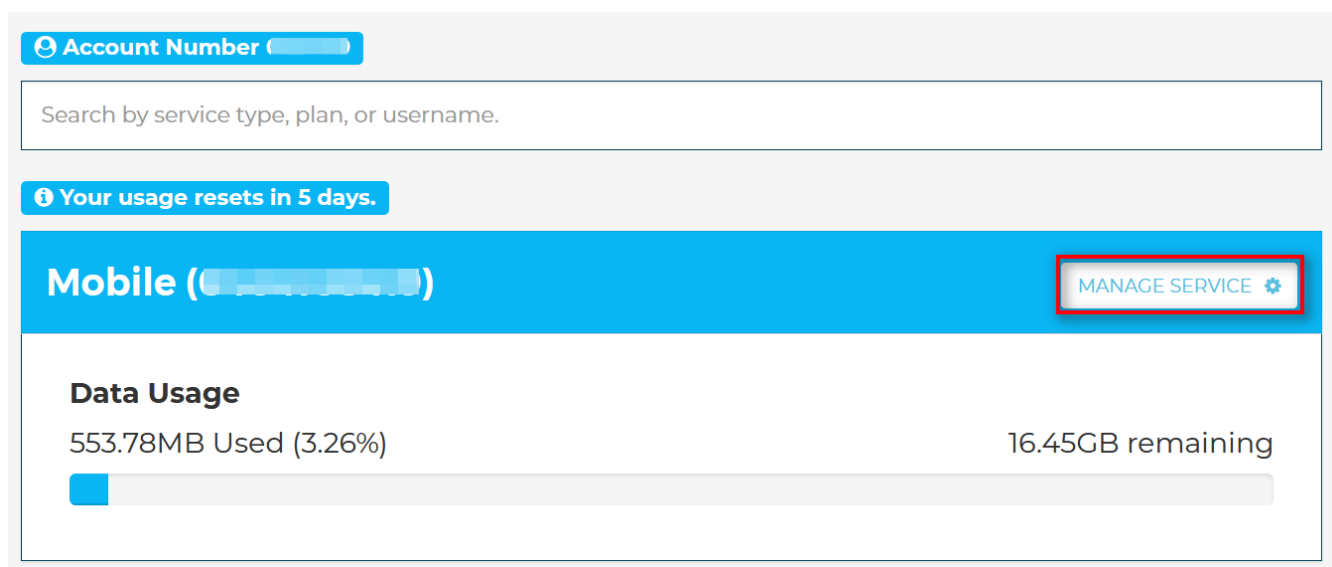 Account Number
Search by service type, plan, or username.
Your usage resets in 5 days.
Mobile (
)
MANAGE SERVICE
Data Usage
553.78MB Used (3.26%)
16.45GB remaining